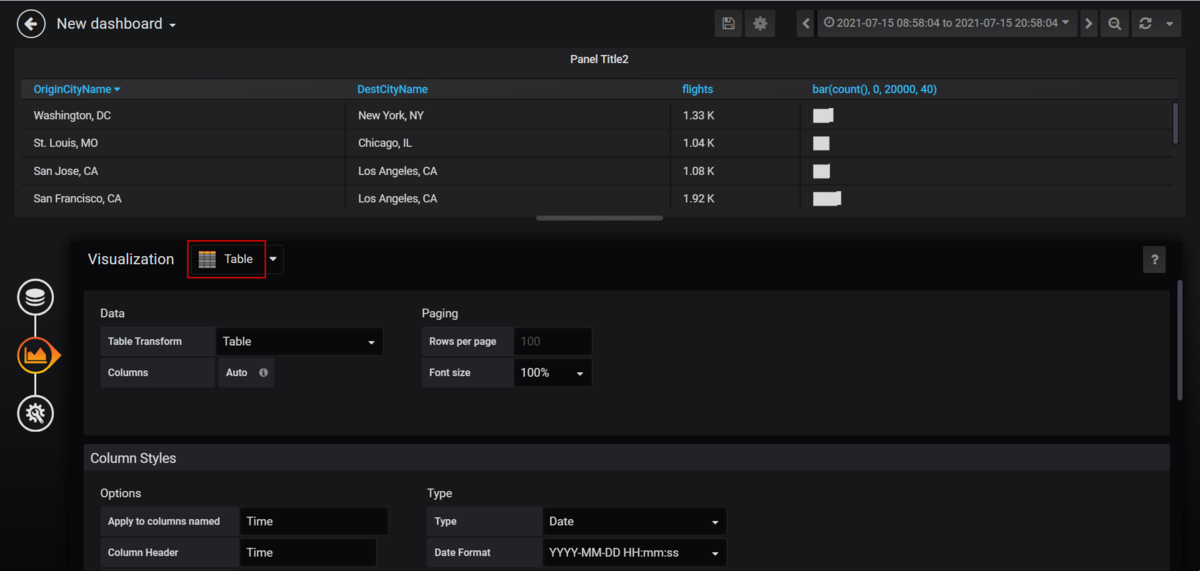 New dashboard
2021-07-15 08:58:04 to 2021-07-15 20:58:04
Panel Title2
OriginCityName DestCityName flights bar(count(), 0, 20000, 40)
Washington, DC New York, NY 1.33 K
St. Louis, MO Chicago, IL 1.04 K
San Jose, CA Los Angeles, CA 1.08 K
San Francisco, CA Los Angeles, CA 1.92 K
Visualization Table ?
Data Paging
Table Transform Table Rows per page 100
Columns Auto Font size 100%
Column Styles
Options Type
Apply to columns named Time Type Date
Column Header Time Date Format YYYY-MM-DD HH:mm:ss